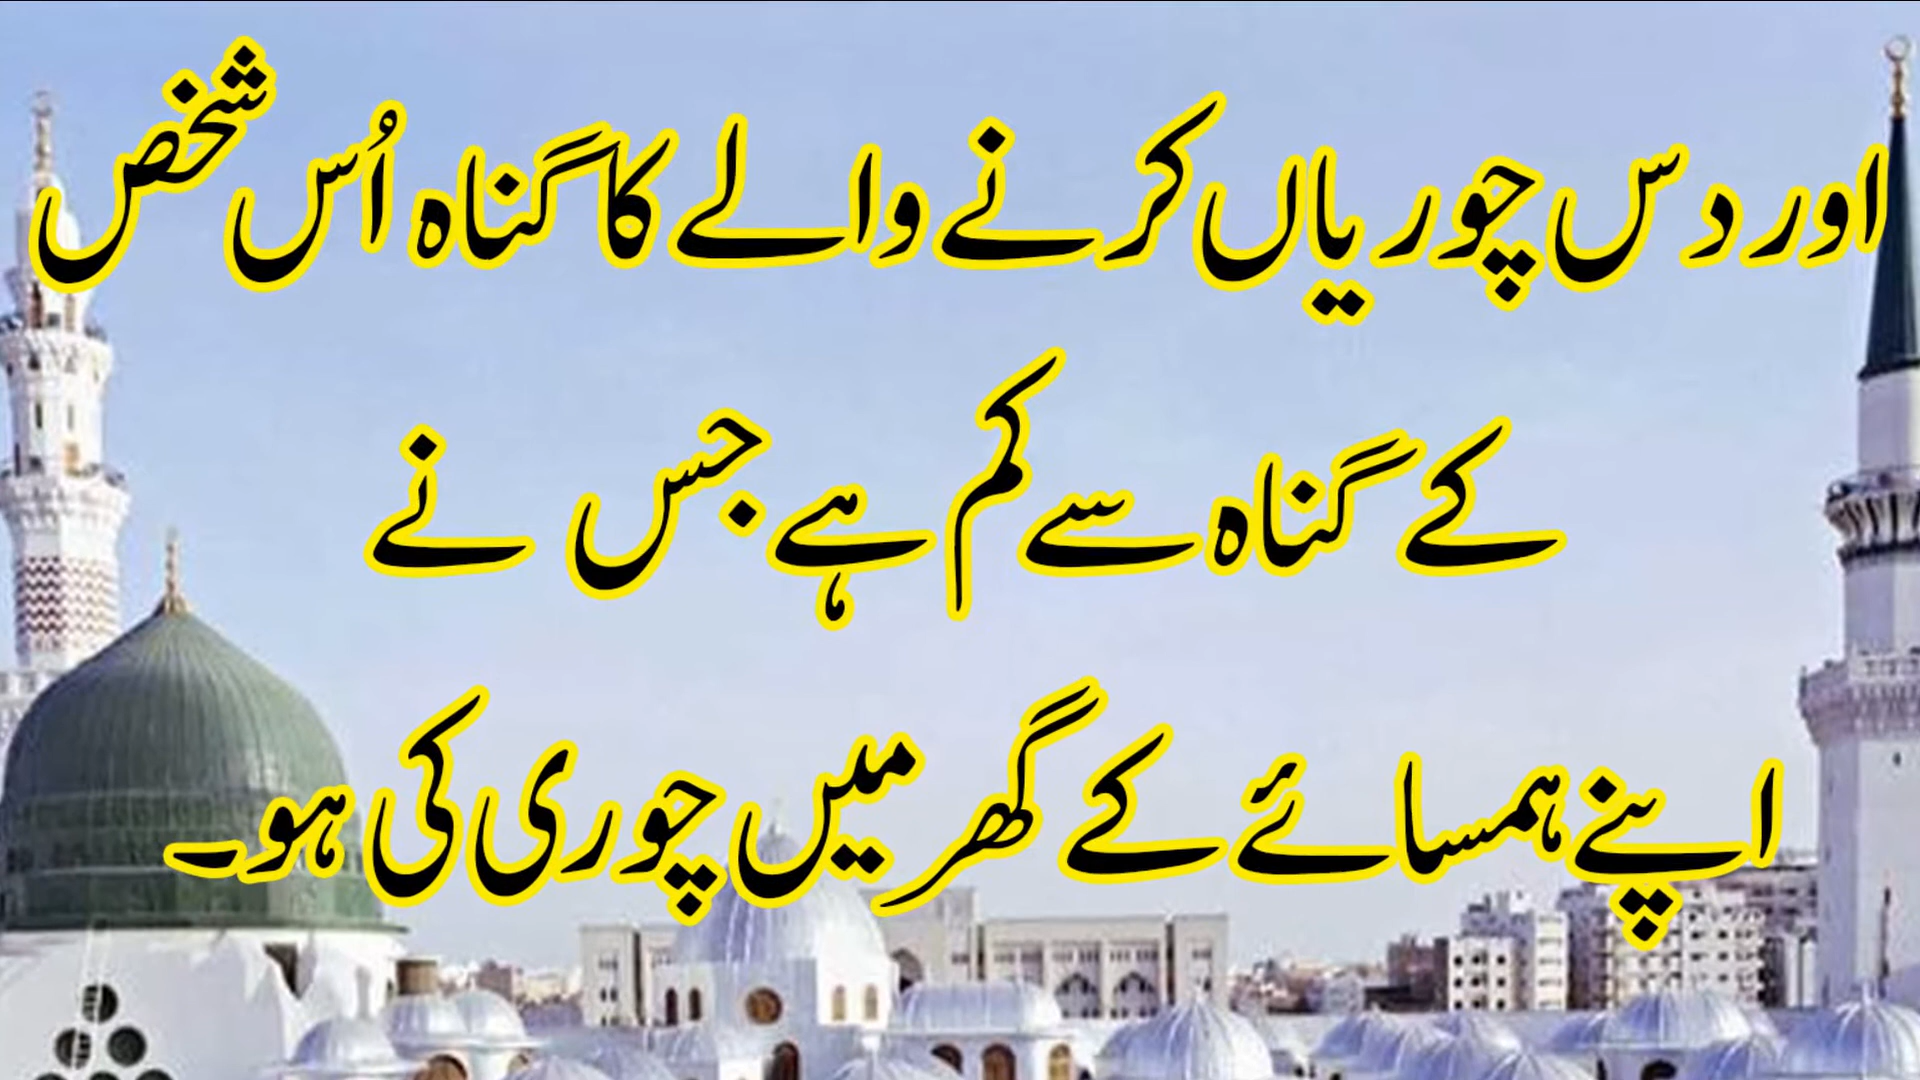 اور دس چوریاں کرنے والے کا گناہ اُس شخص
کے گناہ سے کم ہے جس نے
اپنے ہمسائے کے گھر میں چوری کی ہو۔